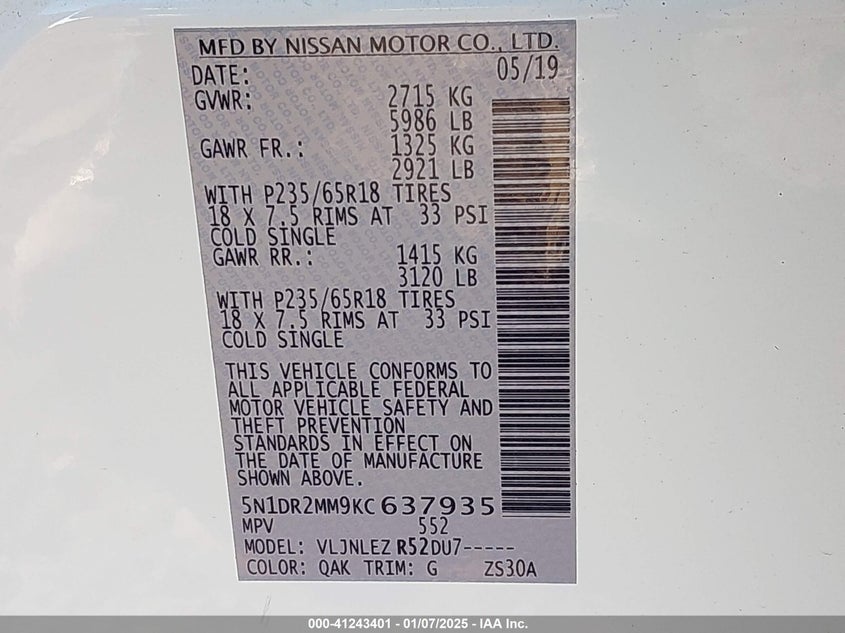 MFD BY NISSAN MOTOR CO., LTD.
DATE: 05/19
GVWR: 2715 KG
5986 LB
GAWR FR.: 1325 KG
2921 LB
WITH P235/65R18 TIRES
18 X 7.5 RIMS AT 33 PSI
COLD SINGLE
GAWR RR.: 1415 KG
3120 LB
WITH P235/65R18 TIRES
18 X 7.5 RIMS AT 33 PSI
COLD SINGLE
THIS VEHICLE CONFORMS TO
ALL APPLICABLE FEDERAL
MOTOR VEHICLE SAFETY AND
THEFT PREVENTION
STANDARDS IN EFFECT ON
THE DATE OF MANUFACTURE
SHOWN ABOVE.
5N1DR2MM9KC637935
MPV 552
MODEL: VLJNLEZ R52DU7-----
COLOR: QAK TRIM: G ZS30A
000-41243401 - 01/07/2025 - IAA Inc.